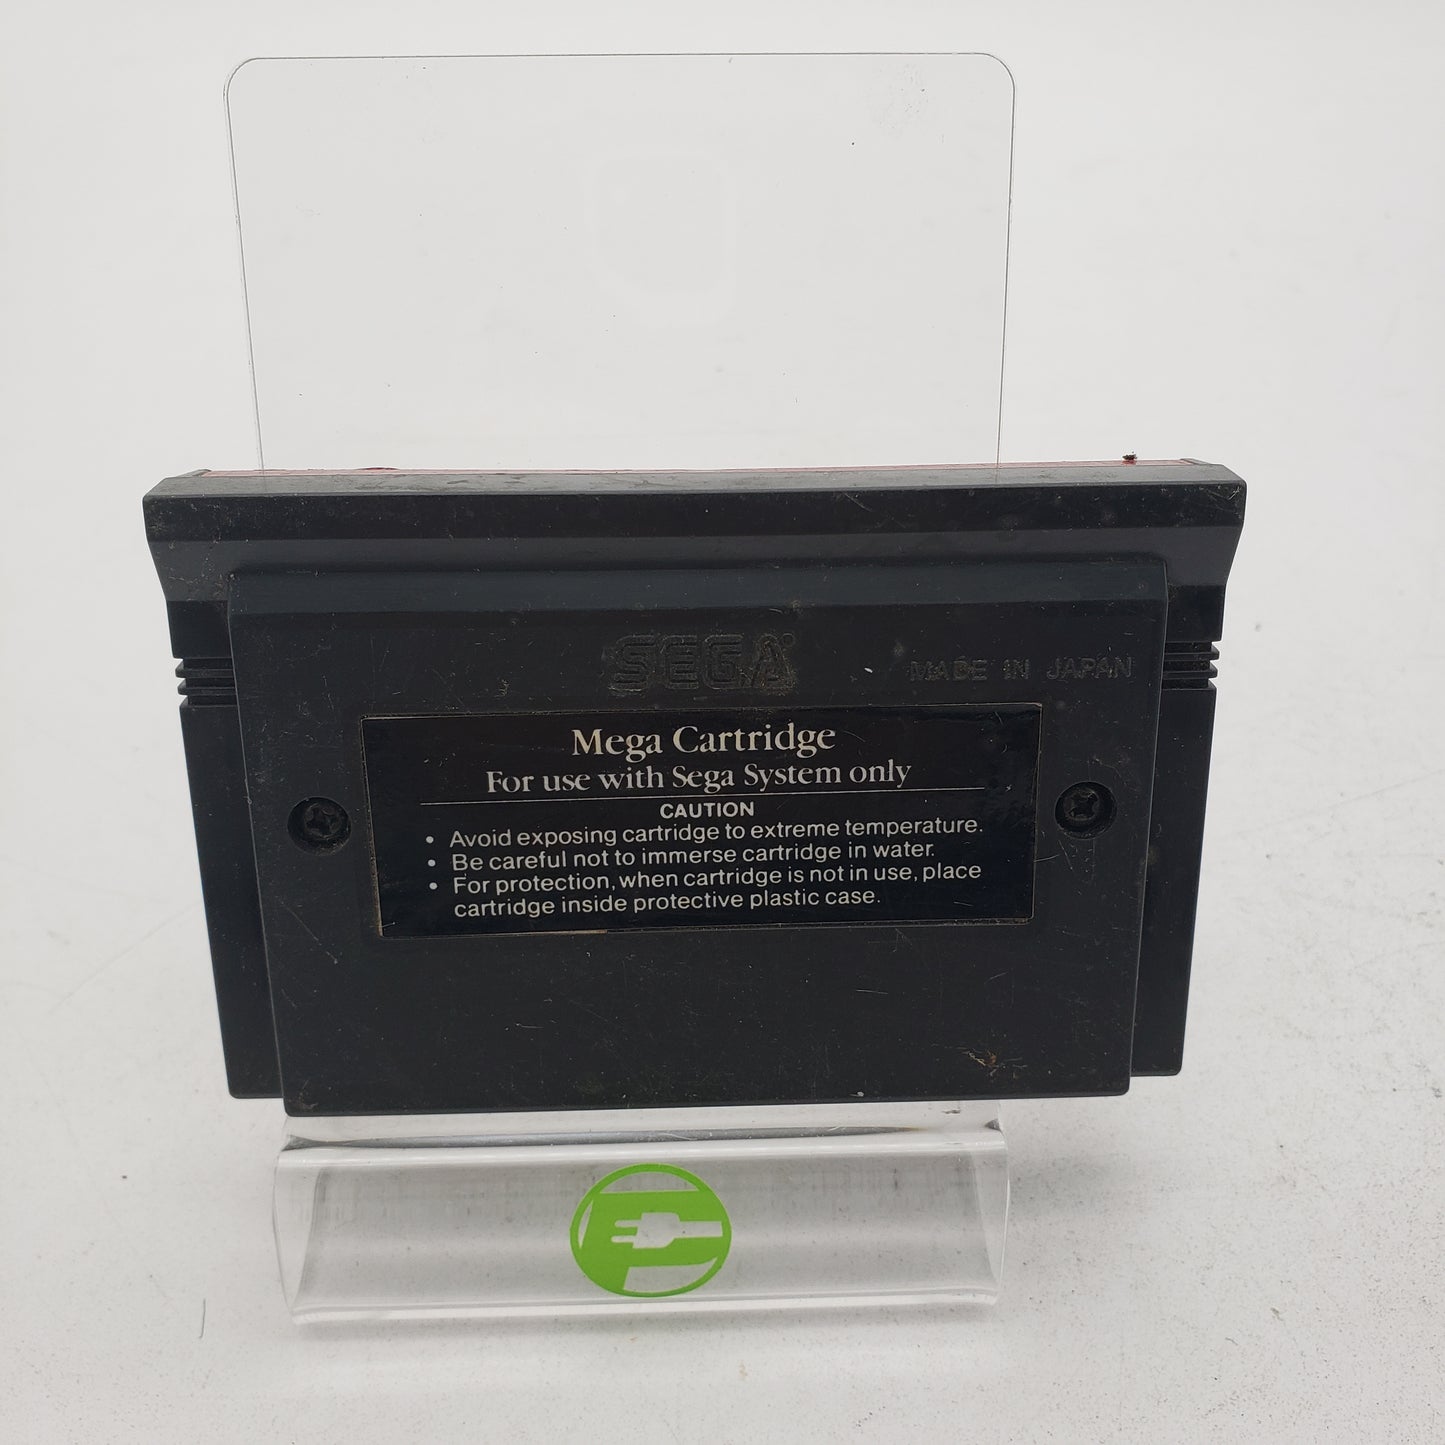 SEGA®
MADE IN JAPAN
Mega Cartridge
For use with Sega System only
CAUTION
• Avoid exposing cartridge to extreme temperature.
• Be careful not to immerse cartridge in water.
• For protection, when cartridge is not in use, place
cartridge inside protective plastic case.